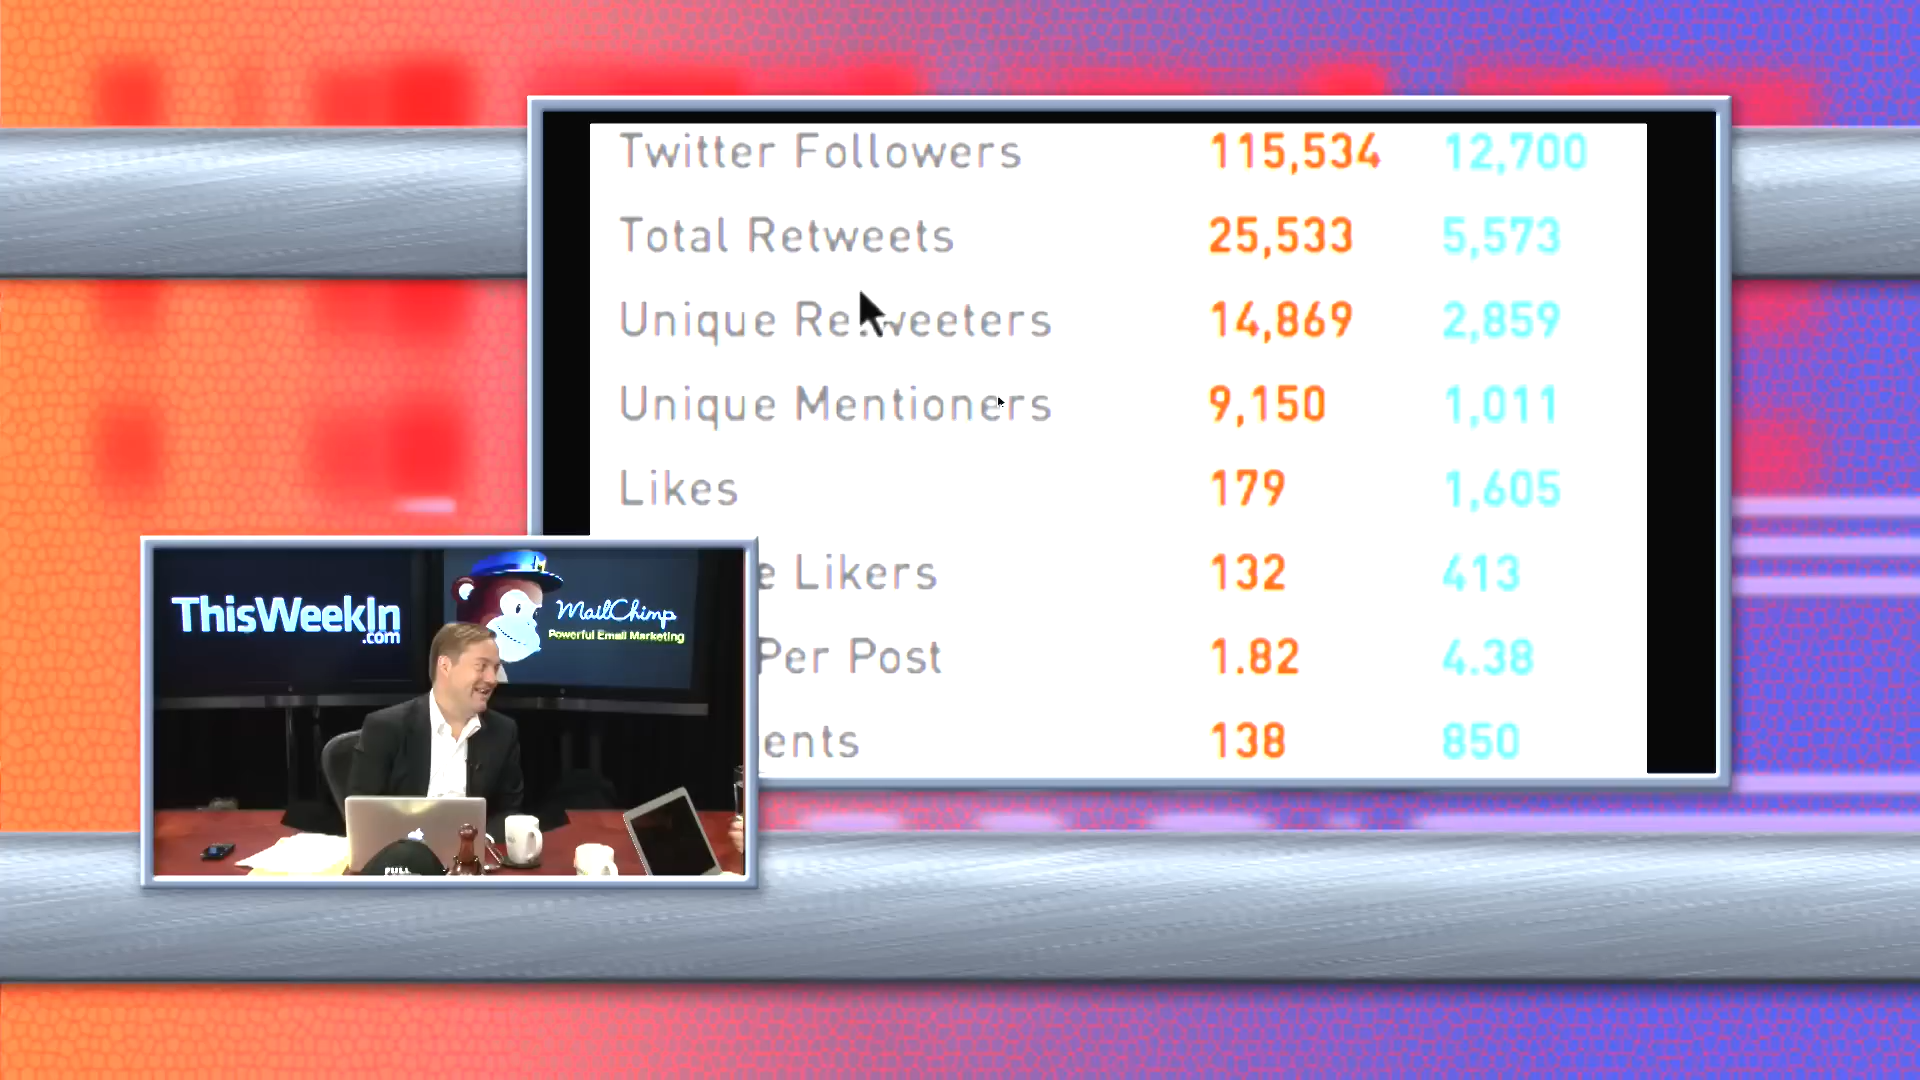 Twitter Followers 115,534 12,700
Total Retweets 25,533 5,573
Unique Retweeters 14,869 2,859
Unique Mentioners 9,150 1,011
Likes 179 1,605
e Likers 132 413
Per Post 1.82 4.38
ents 138 850
ThisWeekIn
.com
MailChimp
Powerful Email Marketing
FULL